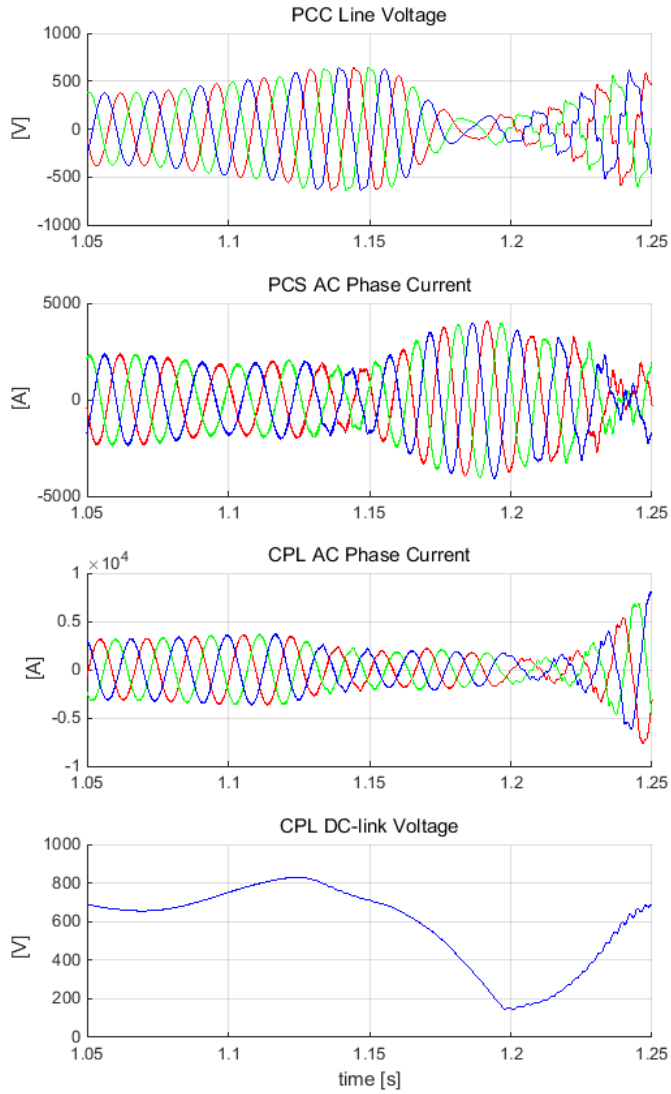 PCC Line Voltage
1000
500
0
-500
-1000
[V]
1.05 1.1 1.15 1.2 1.25
PCS AC Phase Current
5000
0
-5000
[A]
1.05 1.1 1.15 1.2 1.25
CPL AC Phase Current
×10^4
1
0.5
0
-0.5
-1
[A]
1.05 1.1 1.15 1.2 1.25
CPL DC-link Voltage
1000
800
600
400
200
0
[V]
1.05 1.1 1.15 1.2 1.25
time [s]